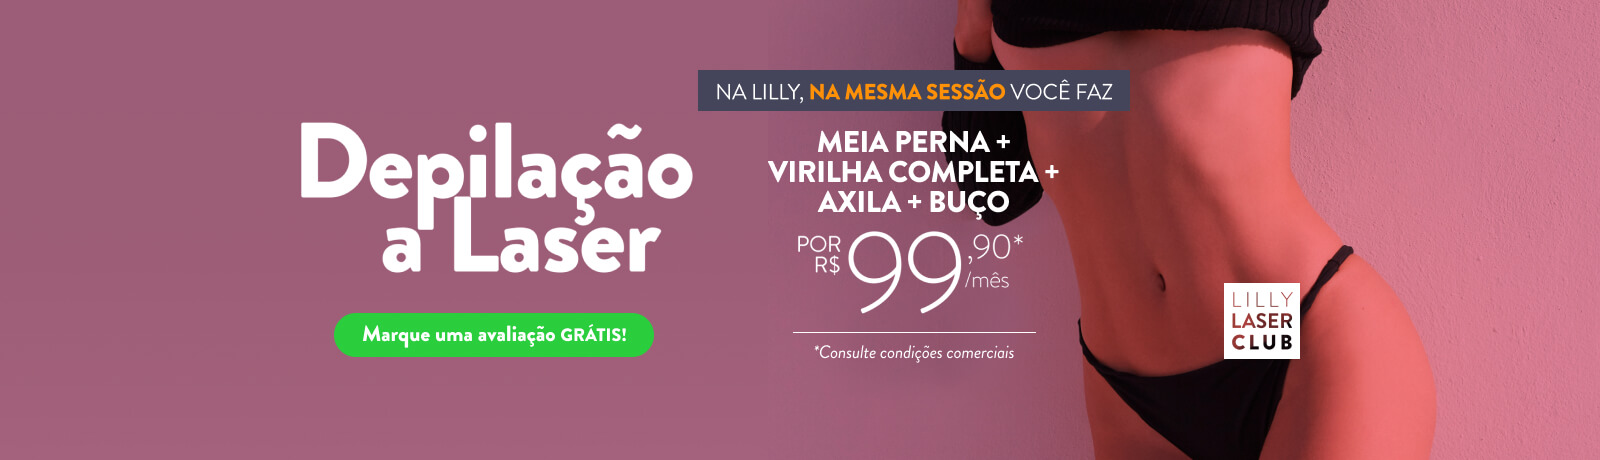 Depilação
a Laser
Marque uma avaliação GRÁTIS!
NA LILLY, NA MESMA SESSÃO VOCÊ FAZ
MEIA PERNA +
VIRILHA COMPLETA +
AXILA + BUÇO
POR
R$ 99,90*
/mês
*Consulte condições comerciais
LILLY
LASER
CLUB